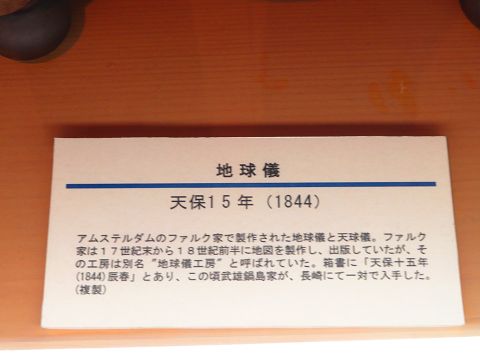 地球儀
天保15年(1844)
アムステルダムのファルク家で製作された地球儀と天球儀。ファルク
家は17世紀末から18世紀前半に地図を製作し、出版していたが、そ
の工房は別名“地球儀工房”と呼ばれていた。箱書に「天保十五年
(1844)辰春」とあり、この頃武雄鍋島家が、長崎にて一対で入手した。
(複製)